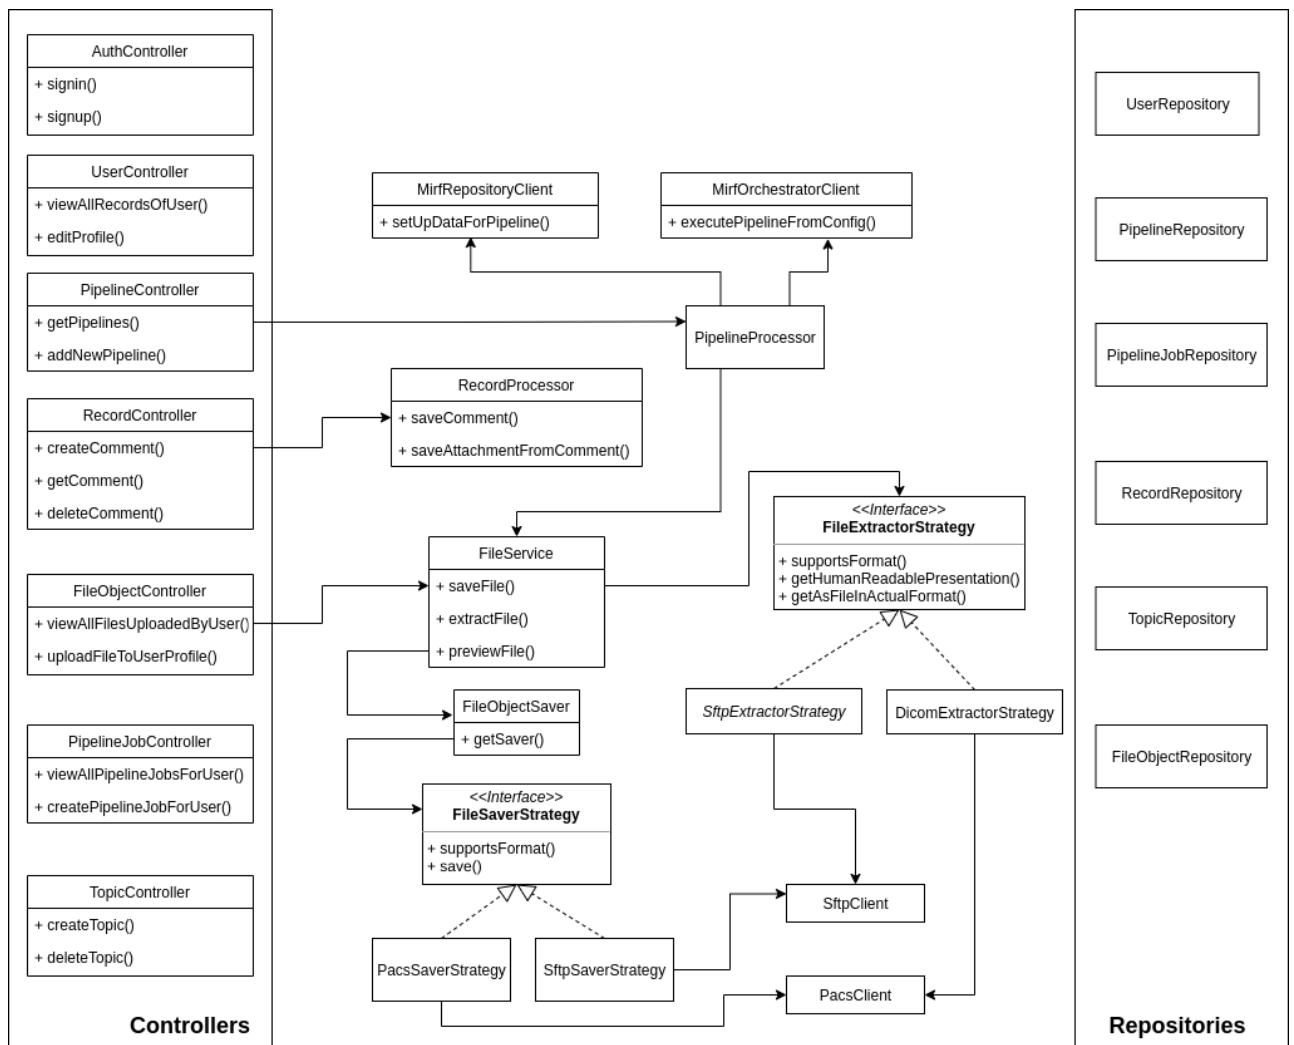 AuthController
+ signin()
+ signup()
UserController
+ viewAllRecordsOfUser()
+ editProfile()
PipelineController
+ getPipelines()
+ addNewPipeline()
RecordController
+ createComment()
+ getComment()
+ deleteComment()
FileObjectController
+ viewAllFilesUploadedByUser()
+ uploadFileToUserProfile()
PipelineJobController
+ viewAllPipelineJobsForUser()
+ createPipelineJobForUser()
TopicController
+ createTopic()
+ deleteTopic()
Controllers
MirfRepositoryClient
+ setUpDataForPipeline()
MirfOrchestratorClient
+ executePipelineFromConfig()
PipelineProcessor
RecordProcessor
+ saveComment()
+ saveAttachmentFromComment()
FileService
+ saveFile()
+ extractFile()
+ previewFile()
<<Interface>>
FileExtractorStrategy
+ supportsFormat()
+ getHumanReadablePresentation()
+ getAsFileInActualFormat()
FileObjectSaver
+ getSaver()
SftpExtractorStrategy
DicomExtractorStrategy
<<Interface>>
FileSaverStrategy
+ supportsFormat()
+ save()
PacsSaverStrategy
SftpSaverStrategy
SftpClient
PacsClient
UserRepository
PipelineRepository
PipelineJobRepository
RecordRepository
TopicRepository
FileObjectRepository
Repositories